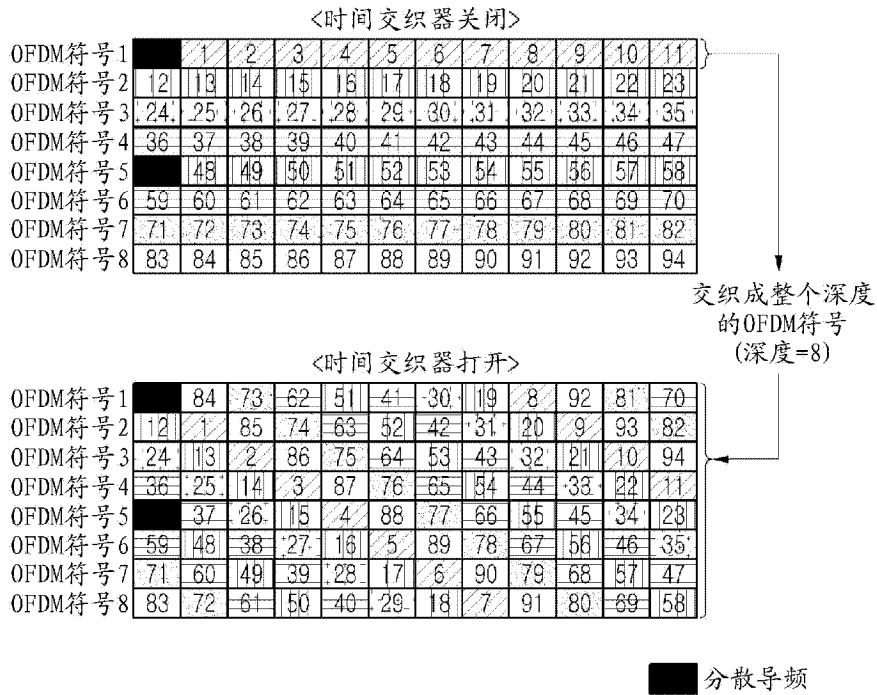 <时间交织器关闭>
OFDM符号1 1 2 3 4 5 6 7 8 9 10 11
OFDM符号2 12 13 14 15 16 17 18 19 20 21 22 23
OFDM符号3 24 25 26 27 28 29 30 31 32 33 34 35
OFDM符号4 36 37 38 39 40 41 42 43 44 45 46 47
OFDM符号5 48 49 50 51 52 53 54 55 56 57 58
OFDM符号6 59 60 61 62 63 64 65 66 67 68 69 70
OFDM符号7 71 72 73 74 75 76 77 78 79 80 81 82
OFDM符号8 83 84 85 86 87 88 89 90 91 92 93 94
交织成整个深度
的OFDM符号
(深度=8)
<时间交织器打开>
OFDM符号1 84 73 62 51 41 30 19 8 92 81 70
OFDM符号2 12 1 85 74 63 52 42 31 20 9 93 82
OFDM符号3 24 13 2 86 75 64 53 43 32 21 10 94
OFDM符号4 36 25 14 3 87 76 65 54 44 33 22 11
OFDM符号5 37 26 15 4 88 77 66 55 45 34 23
OFDM符号6 59 48 38 27 16 5 89 78 67 56 46 35
OFDM符号7 71 60 49 39 28 17 6 90 79 68 57 47
OFDM符号8 83 72 61 50 40 29 18 7 91 80 69 58
分散导频